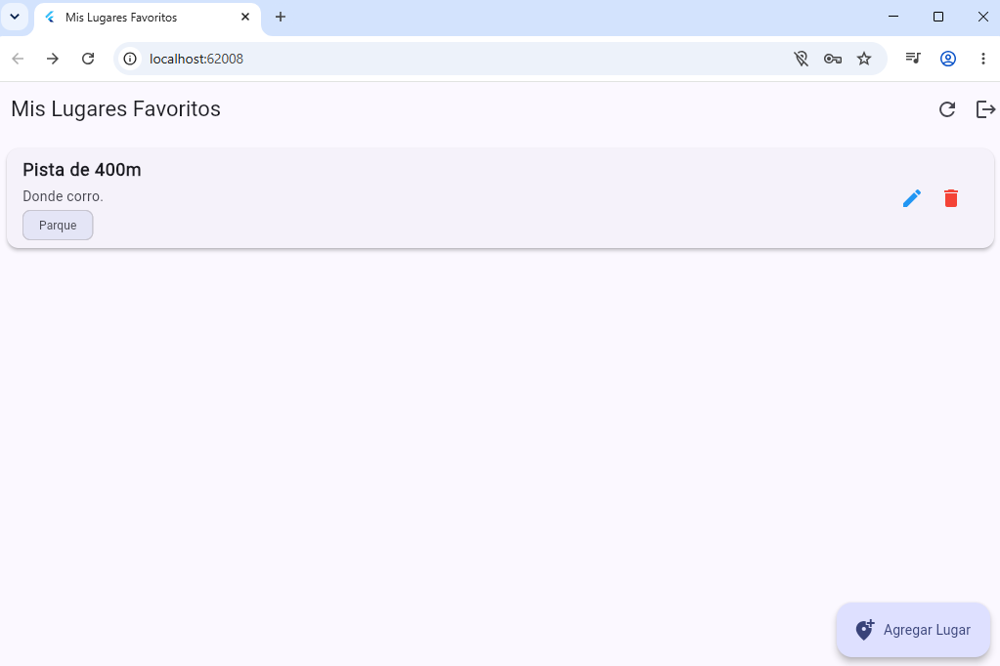 Mis Lugares Favoritos
localhost:62008
Mis Lugares Favoritos
Pista de 400m
Donde corro.
Parque
Agregar Lugar